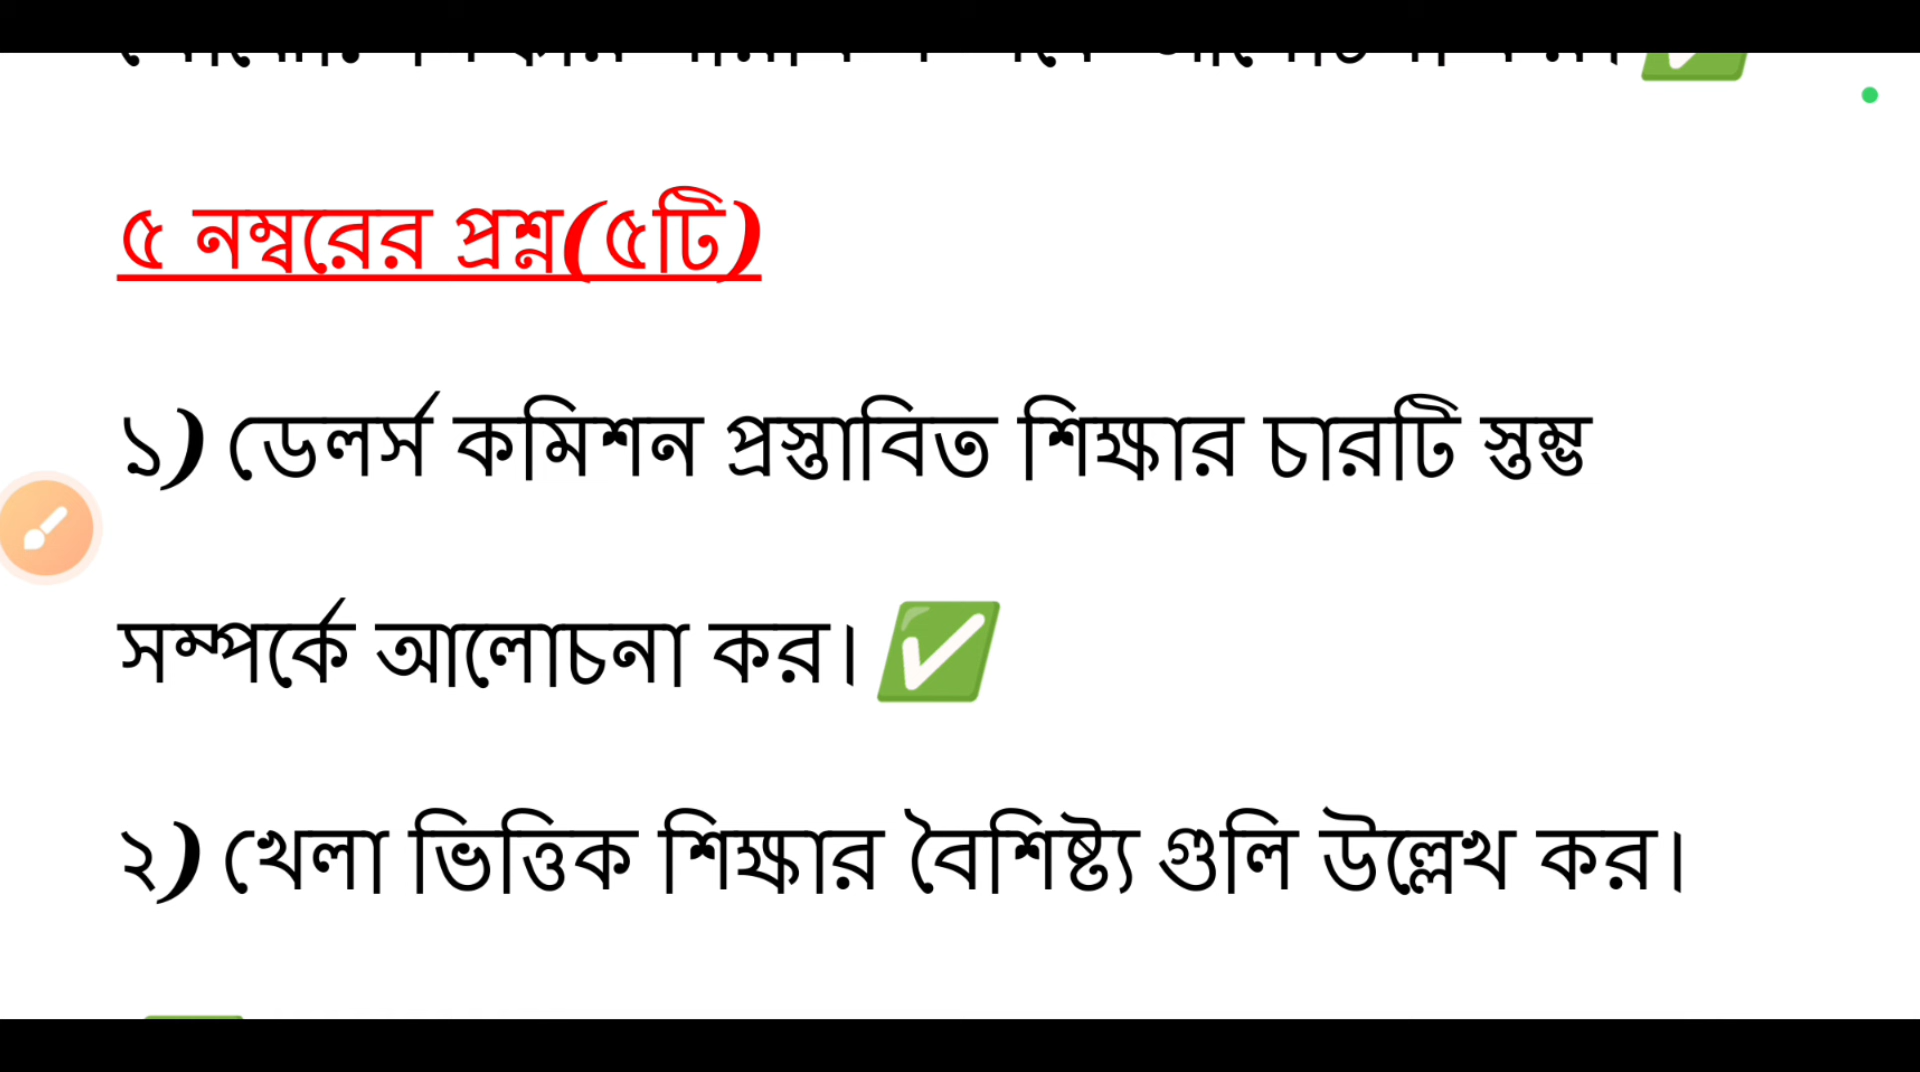 ৫ নম্বরের প্রশ্ন(৫টি)
১) ডেলর্স কমিশন প্রস্তাবিত শিক্ষার চারটি স্তম্ভ
সম্পর্কে আলোচনা কর। ✅
২) খেলা ভিত্তিক শিক্ষার বৈশিষ্ট্য গুলি উল্লেখ কর।